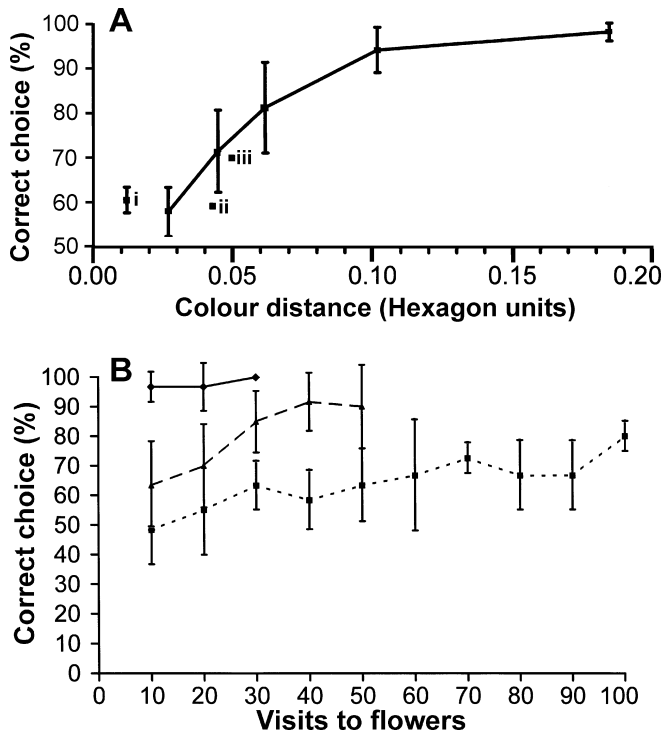 A
Correct choice (%)
100
90
80
70
60
50
i
ii
iii
0.00 0.05 0.10 0.15 0.20
Colour distance (Hexagon units)
B
Correct choice (%)
100
90
80
70
60
50
40
30
20
10
0
0 10 20 30 40 50 60 70 80 90 100
Visits to flowers